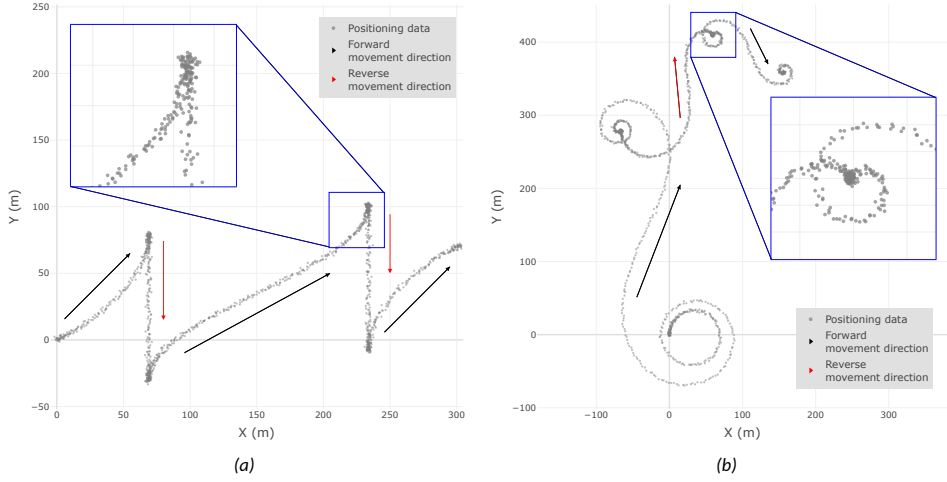 250
200
150
100
50
0
−50
Y (m)
0
50
100
150
200
250
300
X (m)
Positioning data
Forward
movement direction
Reverse
movement direction
(a)
400
300
200
100
0
−100
Y (m)
−100
0
100
200
300
X (m)
Positioning data
Forward
movement direction
Reverse
movement direction
(b)